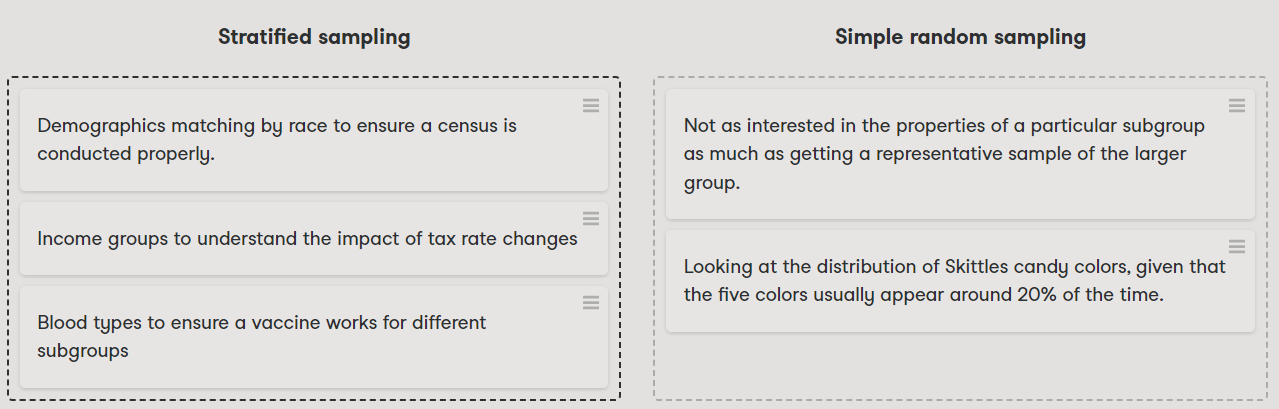 Stratified sampling
Demographics matching by race to ensure a census is
conducted properly.
Income groups to understand the impact of tax rate changes
Blood types to ensure a vaccine works for different
subgroups
Simple random sampling
Not as interested in the properties of a particular subgroup
as much as getting a representative sample of the larger
group.
Looking at the distribution of Skittles candy colors, given that
the five colors usually appear around 20% of the time.